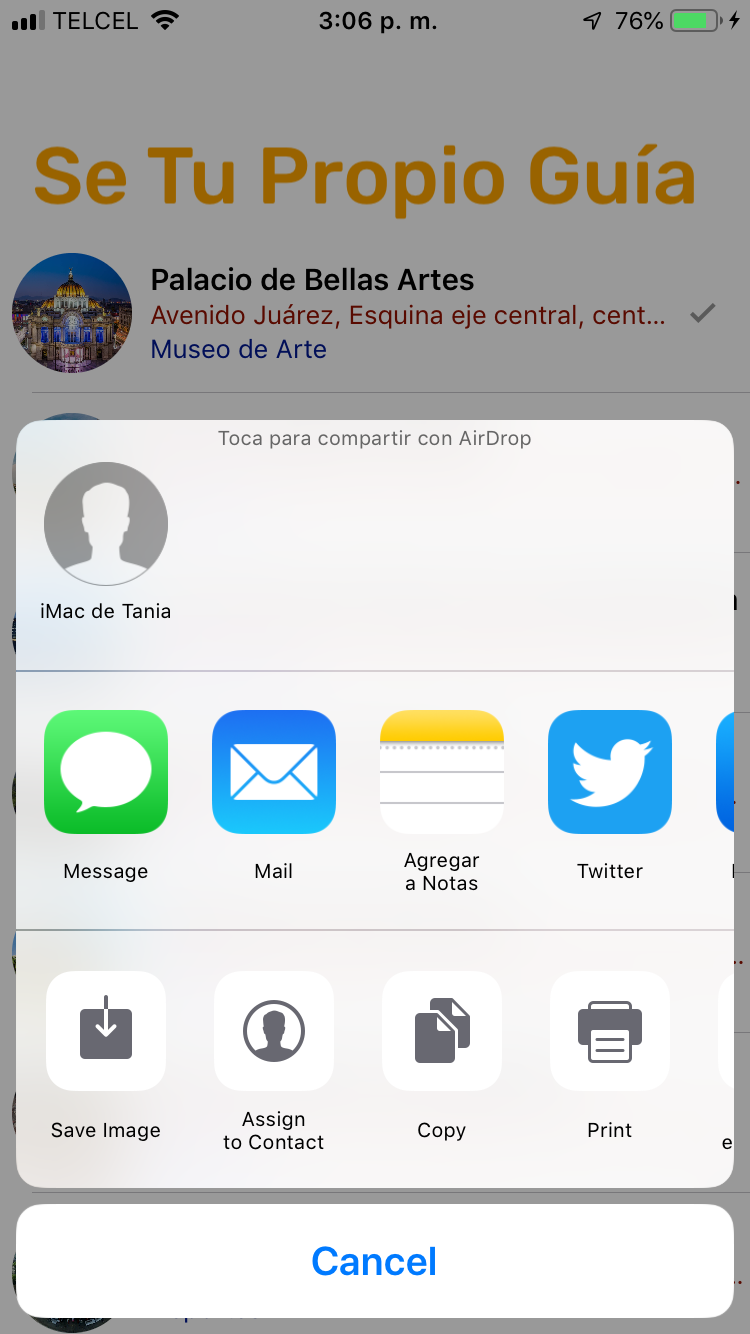 TELCEL 3:06 p. m. 76%
Se Tu Propio Guía
Palacio de Bellas Artes
Avenido Juárez, Esquina eje central, cent...
Museo de Arte
Toca para compartir con AirDrop
iMac de Tania
Message
Mail
Agregar
a Notas
Twitter
Save Image
Assign
to Contact
Copy
Print
Cancel